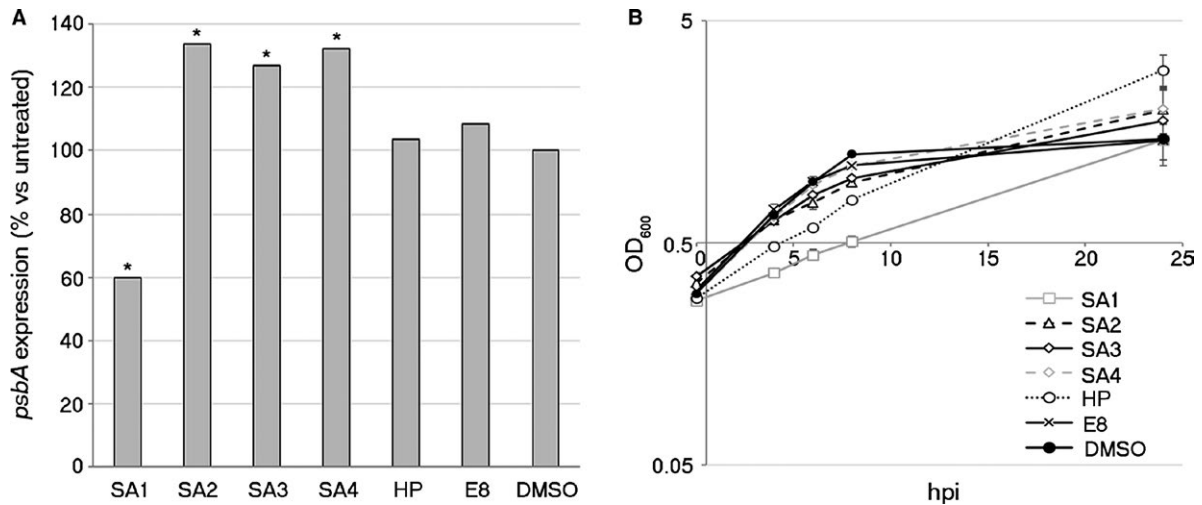 A
psbA expression (% vs untreated)
140
120
100
80
60
40
20
0
*
*
*
*
SA1 SA2 SA3 SA4 HP E8 DMSO
B
OD600
5
0.5
0.05
0 5 10 15 20 25
hpi
SA1
SA2
SA3
SA4
HP
E8
DMSO